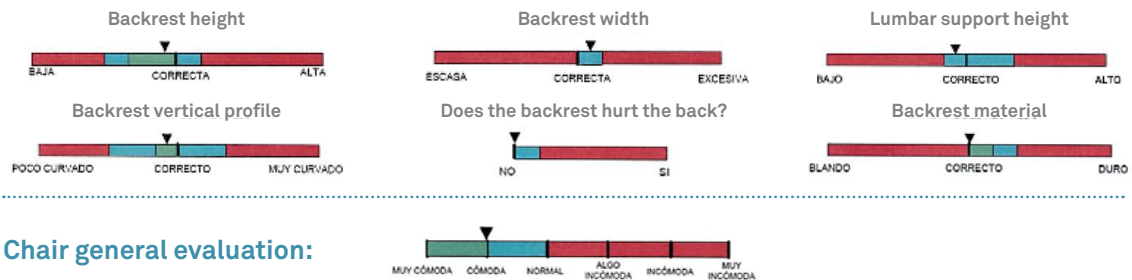 Backrest height
Backrest width
Lumbar support height
BAJA CORRECTA ALTA
ESCASA CORRECTA EXCESIVA
BAJO CORRECTO ALTO
Backrest vertical profile
Does the backrest hurt the back?
Backrest material
POCO CURVADO CORRECTO MUY CURVADO
NO SI
BLANDO CORRECTO DURO
Chair general evaluation:
MUY CÓMODA CÓMODA NORMAL ALGO INCÓMODA INCÓMODA MUY INCÓMODA